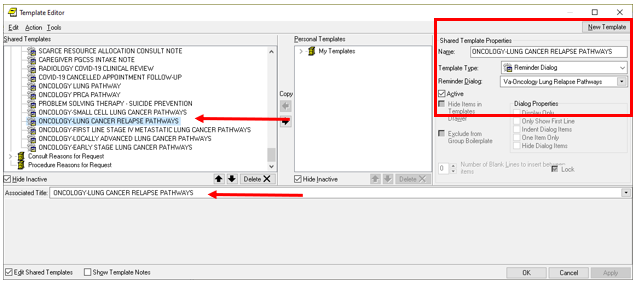 Template Editor
Edit Action Tools
New Template
Shared Templates
SCARCE RESOURCE ALLOCATION CONSULT NOTE
CAREGIVER PGCSS INTAKE NOTE
RADIOLOGY COVID-19 CLINICAL REVIEW
COVID-19 CANCELLED APPOINTMENT FOLLOW-UP
ONCOLOGY LUNG PATHWAY
ONCOLOGY PRCA PATHWAY
PROBLEM SOLVING THERAPY - SUICIDE PREVENTION
ONCOLOGY-SMALL CELL LUNG CANCER PATHWAYS
ONCOLOGY-LUNG CANCER RELAPSE PATHWAYS
ONCOLOGY-FIRST LINE STAGE IV METASTATIC LUNG CANCER PATHWAYS
ONCOLOGY-LOCALLY ADVANCED LUNG CANCER PATHWAYS
ONCOLOGY-EARLY STAGE LUNG CANCER PATHWAYS
Consult Reasons for Request
Procedure Reasons for Request
Hide Inactive
Delete
Copy
Personal Templates
My Templates
Hide Inactive
Delete
Shared Template Properties
Name: ONCOLOGY-LUNG CANCER RELAPSE PATHWAYS
Template Type: Reminder Dialog
Reminder Dialog: Va-Oncology Lung Relapse Pathways
Active
Hide Items in
Templates
Drawer
Exclude from
Group Boilerplate
Dialog Properties
Display Only
Only Show First Line
Indent Dialog Items
One Item Only
Hide Dialog Items
0 Number of Blank Lines to insert between
items
Lock
Associated Title: ONCOLOGY-LUNG CANCER RELAPSE PATHWAYS
Edit Shared Templates Show Template Notes
OK Cancel Apply